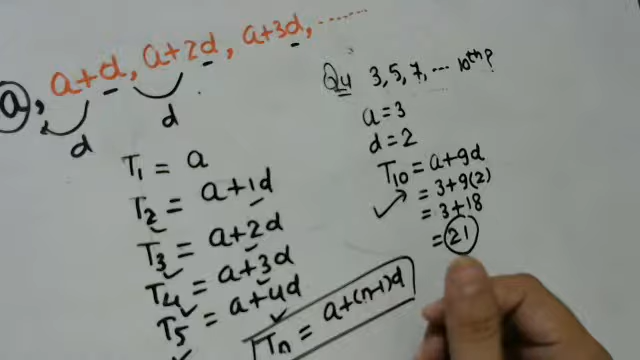 a, a+d, a+2d, a+3d, ......
d d
T1 = a
T2 = a+1d
T3 = a+2d
T4 = a+3d
T5 = a+4d
Tn = a+(n-1)d
Qu 3, 5, 7, ... 10th?
a=3
d=2
T10 = a+9d
= 3+9(2)
= 3+18
= 21